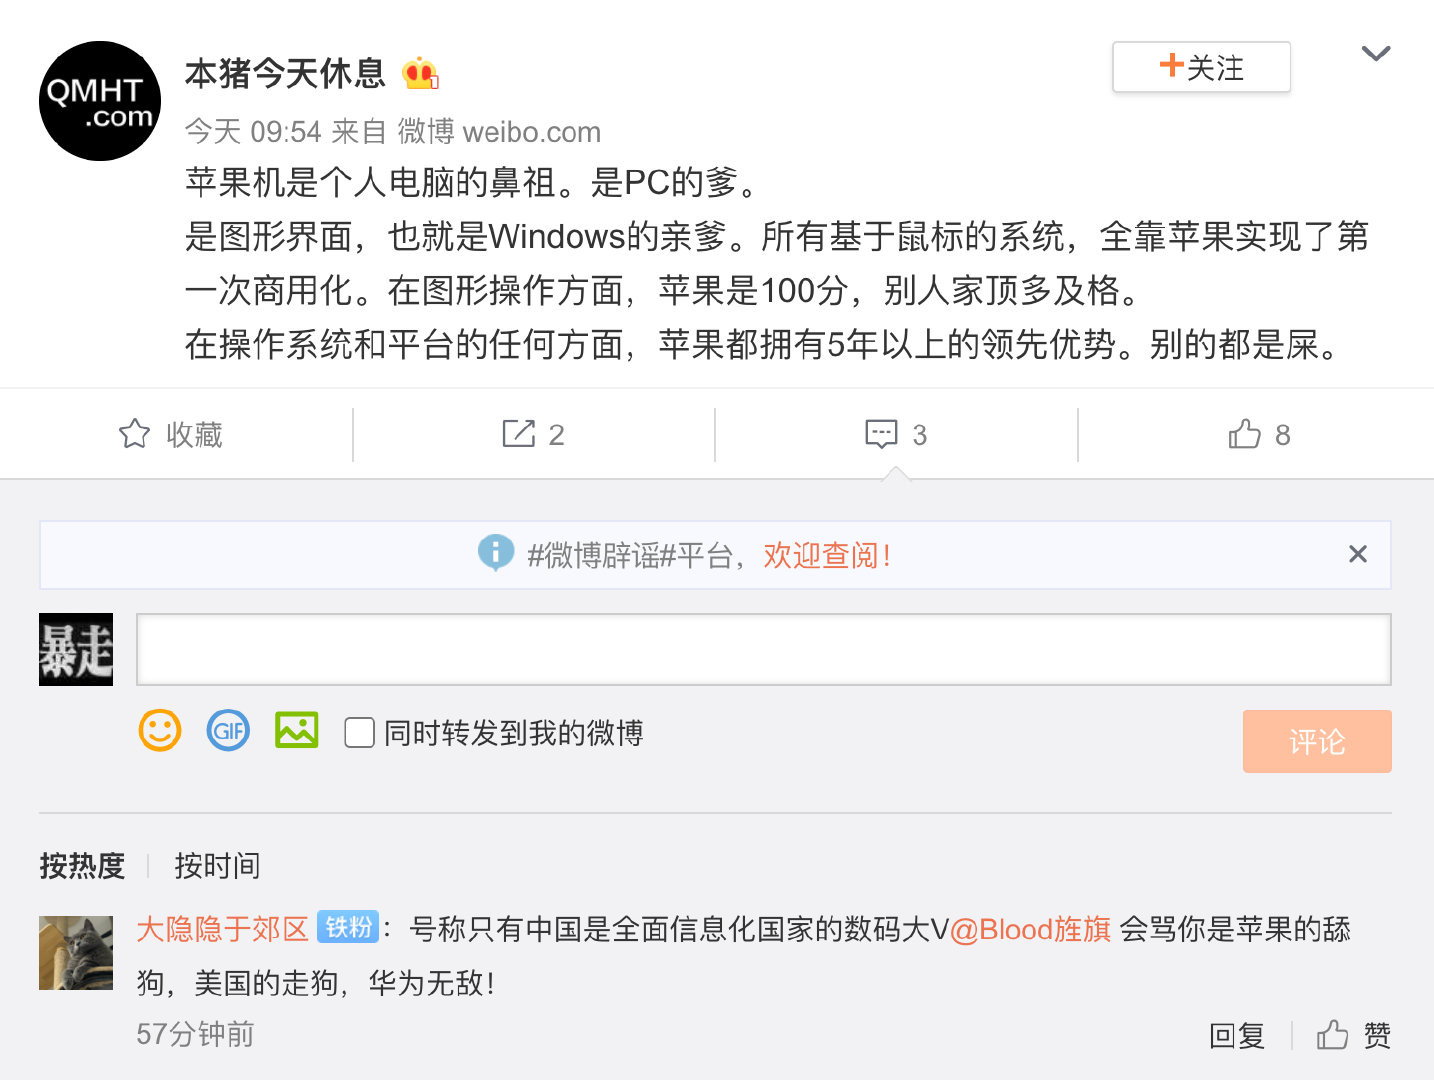 QMHT
.com
本猪今天休息
+关注
今天 09:54 来自 微博 weibo.com
苹果机是个人电脑的鼻祖。是PC的爹。
是图形界面，也就是Windows的亲爹。所有基于鼠标的系统，全靠苹果实现了第
一次商用化。在图形操作方面，苹果是100分，别人家顶多及格。
在操作系统和平台的任何方面，苹果都拥有5年以上的领先优势。别的都是屎。
收藏
2
3
8
#微博辟谣#平台，欢迎查阅！
暴走
GIF
同时转发到我的微博
评论
按热度
按时间
大隐隐于郊区 铁粉：号称只有中国是全面信息化国家的数码大V@Blood旌旗 会骂你是苹果的舔
狗，美国的走狗，华为无敌！
57分钟前
回复
赞